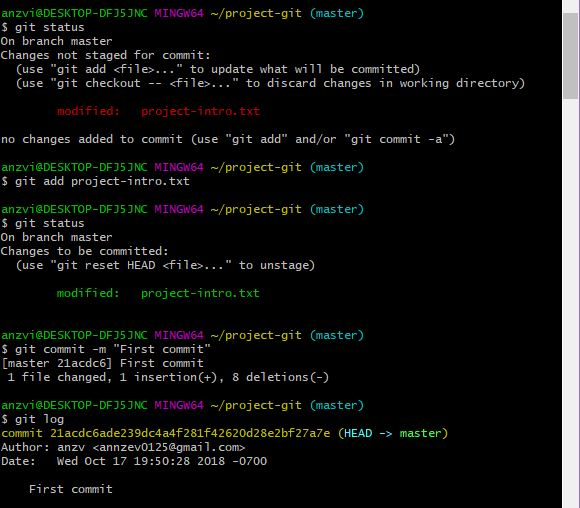 anzvi@DESKTOP-DFJ5JNC MINGW64 ~/project-git (master)
$ git status
On branch master
Changes not staged for commit:
  (use "git add <file>..." to update what will be committed)
  (use "git checkout -- <file>..." to discard changes in working directory)

        modified:   project-intro.txt

no changes added to commit (use "git add" and/or "git commit -a")

anzvi@DESKTOP-DFJ5JNC MINGW64 ~/project-git (master)
$ git add project-intro.txt

anzvi@DESKTOP-DFJ5JNC MINGW64 ~/project-git (master)
$ git status
On branch master
Changes to be committed:
  (use "git reset HEAD <file>..." to unstage)

        modified:   project-intro.txt


anzvi@DESKTOP-DFJ5JNC MINGW64 ~/project-git (master)
$ git commit -m "First commit"
[master 21acdc6] First commit
 1 file changed, 1 insertion(+), 8 deletions(-)

anzvi@DESKTOP-DFJ5JNC MINGW64 ~/project-git (master)
$ git log
commit 21acdc6ade239dc4a4f281f42620d28e2bf27a7e (HEAD -> master)
Author: anzv <annzev0125@gmail.com>
Date:   Wed Oct 17 19:50:28 2018 -0700

    First commit